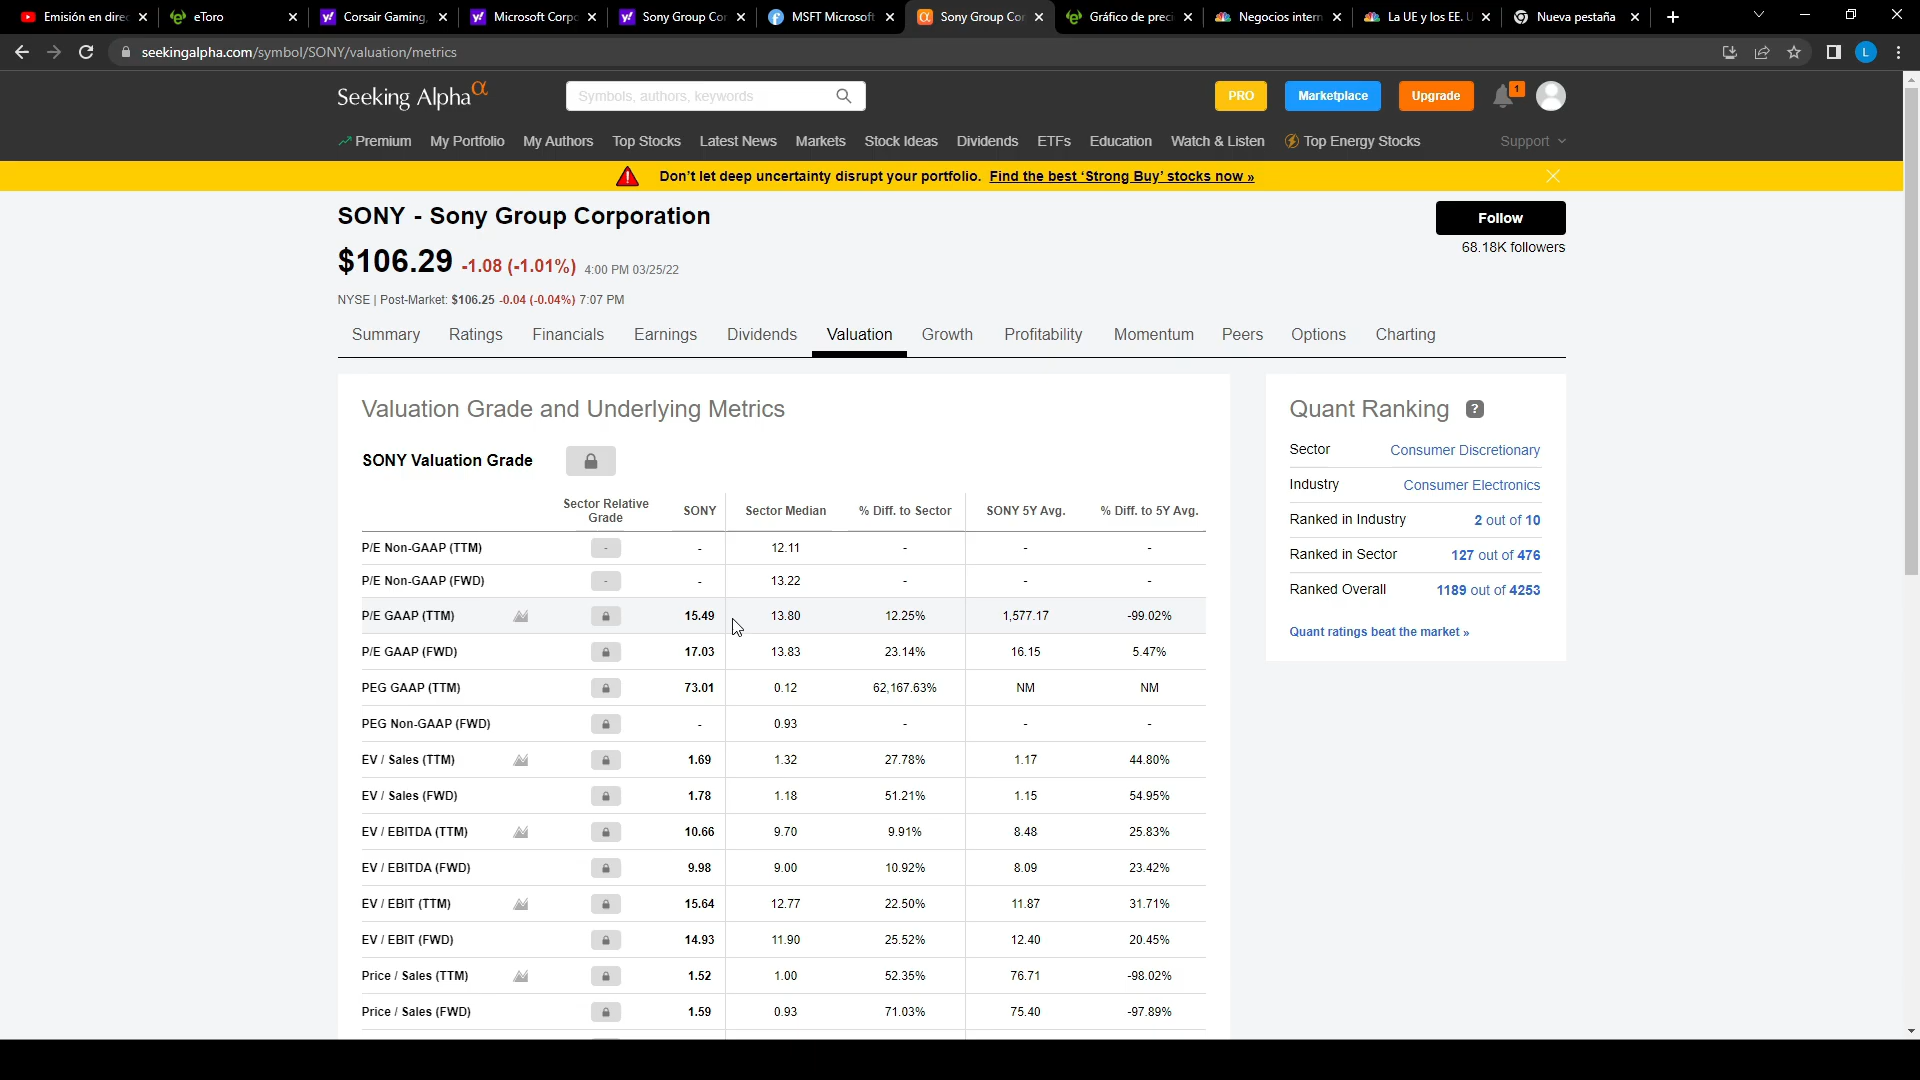 Emisión en direc
eToro
Corsair Gaming,
Microsoft Corpo
Sony Group Cor
MSFT Microsoft
Sony Group Cor
Gráfico de preci
Negocios intern
La UE y los EE. U
Nueva pestaña
seekingalpha.com/symbol/SONY/valuation/metrics
L
Seeking Alpha α
Symbols, authors, keywords
PRO
Marketplace
Upgrade
1
Premium My Portfolio My Authors Top Stocks Latest News Markets Stock Ideas Dividends ETFs Education Watch & Listen Top Energy Stocks Support
Don't let deep uncertainty disrupt your portfolio. Find the best 'Strong Buy' stocks now »
SONY - Sony Group Corporation
Follow
68.18K followers
$106.29 -1.08 (-1.01%) 4:00 PM 03/25/22
NYSE | Post-Market: $106.25 -0.04 (-0.04%) 7:07 PM
Summary Ratings Financials Earnings Dividends Valuation Growth Profitability Momentum Peers Options Charting
Valuation Grade and Underlying Metrics
SONY Valuation Grade
Sector Relative Grade SONY Sector Median % Diff. to Sector SONY 5Y Avg. % Diff. to 5Y Avg.
P/E Non-GAAP (TTM) - - 12.11 - - -
P/E Non-GAAP (FWD) - - 13.22 - - -
P/E GAAP (TTM) 15.49 13.80 12.25% 1,577.17 -99.02%
P/E GAAP (FWD) 17.03 13.83 23.14% 16.15 5.47%
PEG GAAP (TTM) 73.01 0.12 62,167.63% NM NM
PEG Non-GAAP (FWD) - 0.93 - - -
EV / Sales (TTM) 1.69 1.32 27.78% 1.17 44.80%
EV / Sales (FWD) 1.78 1.18 51.21% 1.15 54.95%
EV / EBITDA (TTM) 10.66 9.70 9.91% 8.48 25.83%
EV / EBITDA (FWD) 9.98 9.00 10.92% 8.09 23.42%
EV / EBIT (TTM) 15.64 12.77 22.50% 11.87 31.71%
EV / EBIT (FWD) 14.93 11.90 25.52% 12.40 20.45%
Price / Sales (TTM) 1.52 1.00 52.35% 76.71 -98.02%
Price / Sales (FWD) 1.59 0.93 71.03% 75.40 -97.89%
Quant Ranking ?
Sector Consumer Discretionary
Industry Consumer Electronics
Ranked in Industry 2 out of 10
Ranked in Sector 127 out of 476
Ranked Overall 1189 out of 4253
Quant ratings beat the market »